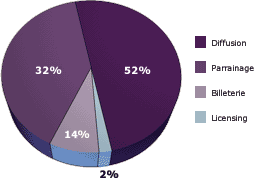 Diffusion
32%
52%
Parrainage
Billeterie
14%
Licensing
2%